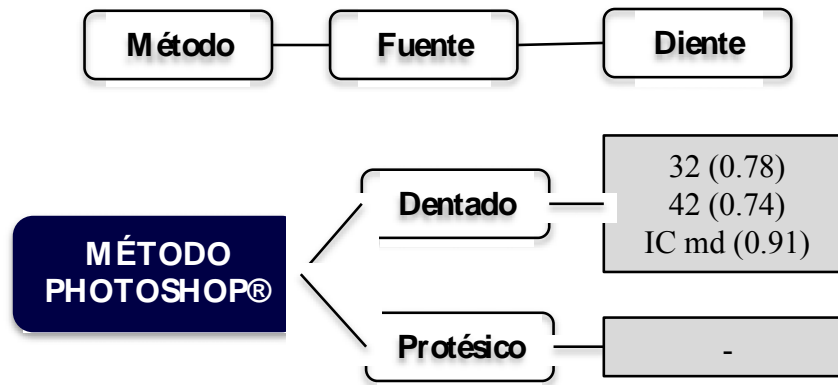 Método
Fuente
Diente
MÉTODO
PHOTOSHOP®
Dentado
32 (0.78)
42 (0.74)
IC md (0.91)
Protésico
-